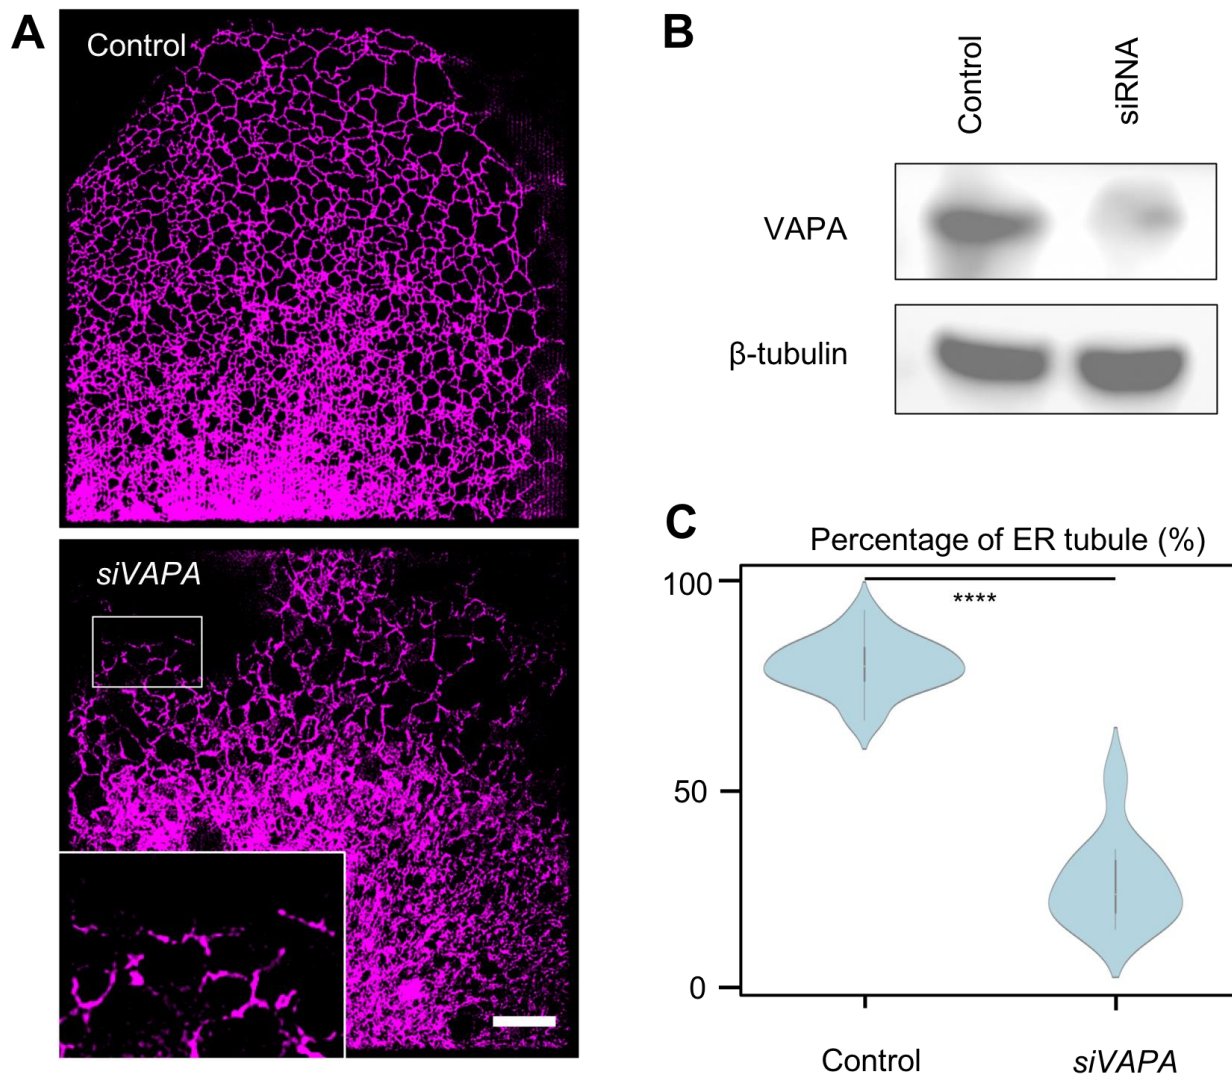 A
Control
siVAPA
B
Control
siRNA
VAPA
β-tubulin
C
Percentage of ER tubule (%)
100
****
50
0
Control
siVAPA